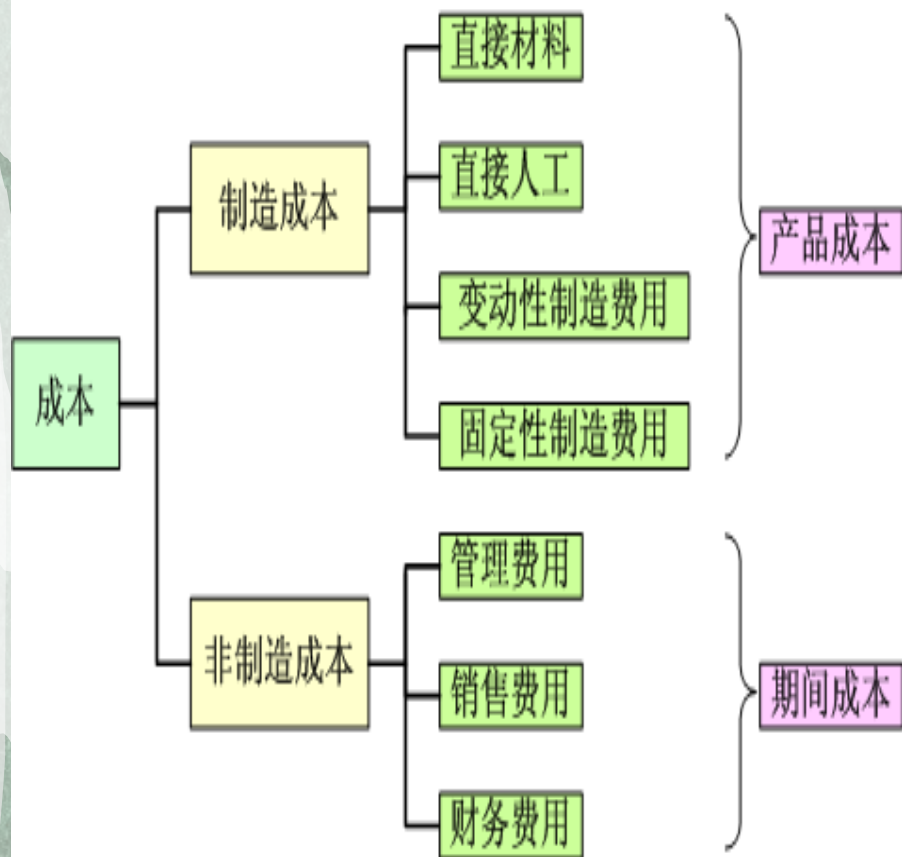 直接材料
直接人工
制造成本
产品成本
变动性制造费用
成本
固定性制造费用
管理费用
非制造成本
销售费用
期间成本
财务费用